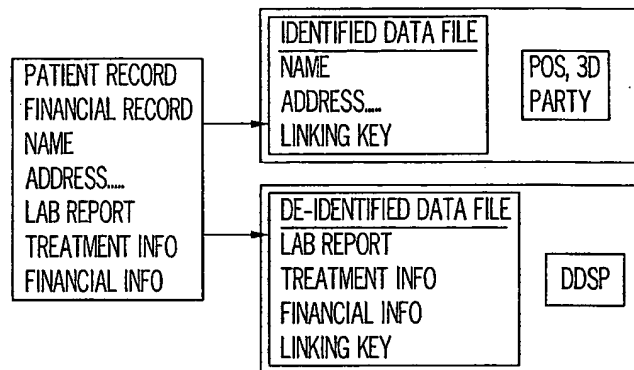 PATIENT RECORD
FINANCIAL RECORD
NAME
ADDRESS.....
LAB REPORT
TREATMENT INFO
FINANCIAL INFO
IDENTIFIED DATA FILE
NAME
ADDRESS.....
LINKING KEY
POS, 3D
PARTY
DE-IDENTIFIED DATA FILE
LAB REPORT
TREATMENT INFO
FINANCIAL INFO
LINKING KEY
DDSP